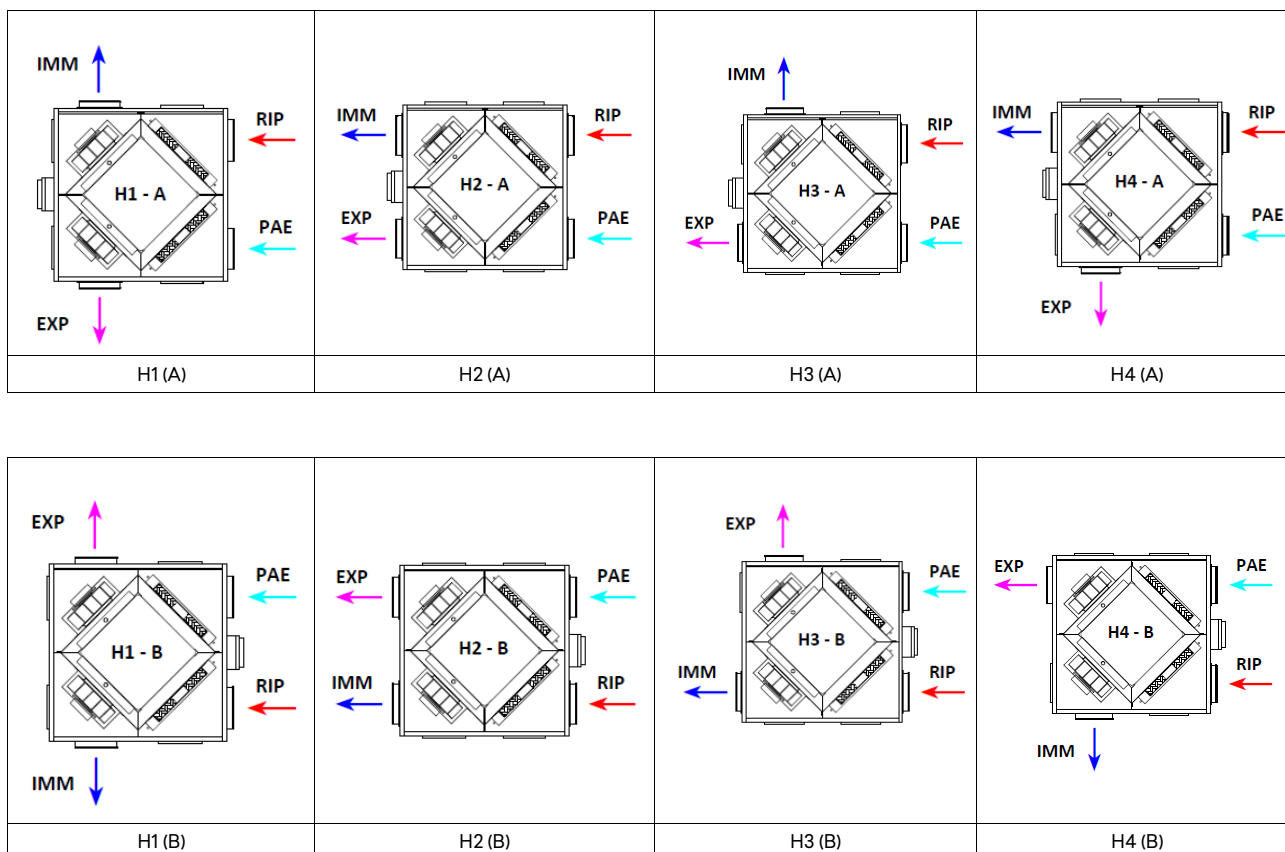 IMM
RIP
H1 - A
PAE
EXP
H1 (A)
IMM
RIP
H2 - A
EXP
PAE
H2 (A)
IMM
RIP
H3 - A
EXP
PAE
H3 (A)
IMM
RIP
H4 - A
PAE
EXP
H4 (A)
EXP
PAE
H1 - B
RIP
IMM
H1 (B)
EXP
PAE
H2 - B
IMM
RIP
H2 (B)
EXP
PAE
H3 - B
IMM
RIP
H3 (B)
EXP
PAE
H4 - B
RIP
IMM
H4 (B)